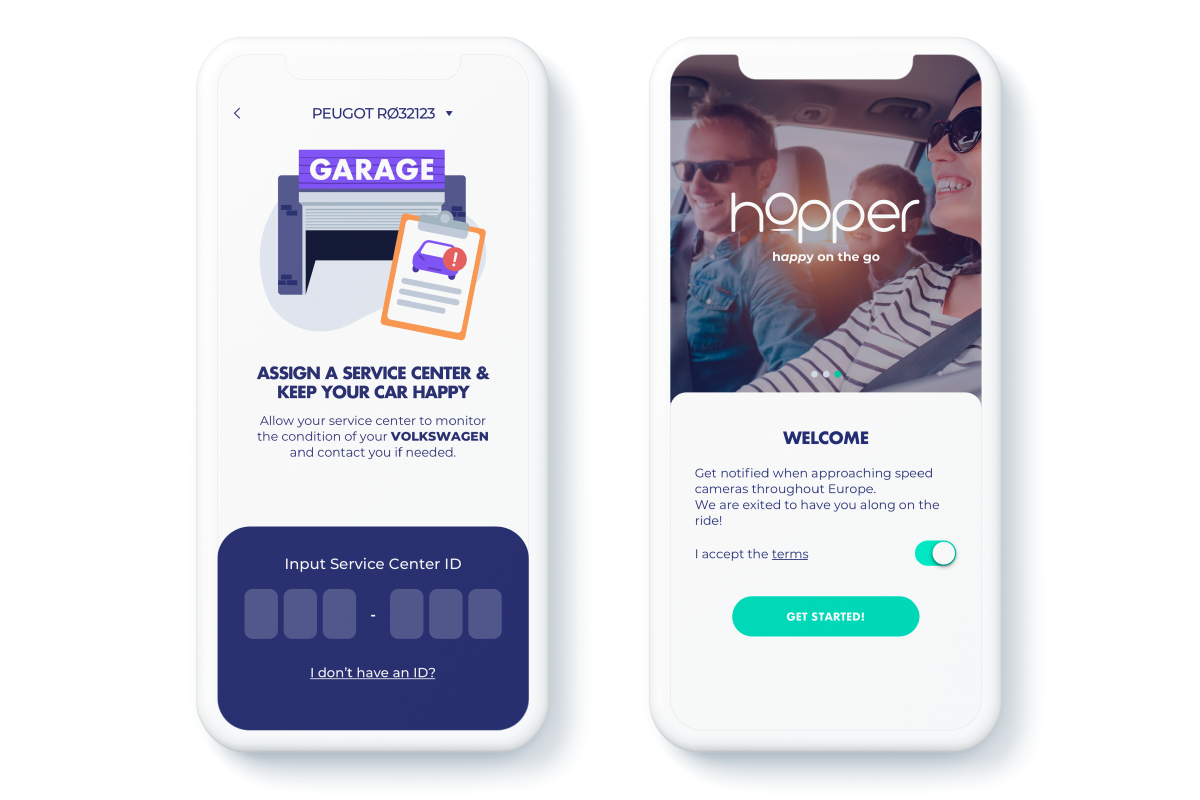 PEUGOT RØ32123
GARAGE
!
ASSIGN A SERVICE CENTER &
KEEP YOUR CAR HAPPY
Allow your service center to monitor
the condition of your VOLKSWAGEN
and contact you if needed.
Input Service Center ID
-
I don't have an ID?
hopper
happy on the go
WELCOME
Get notified when approaching speed
cameras throughout Europe.
We are exited to have you along on the
ride!
I accept the terms
GET STARTED!